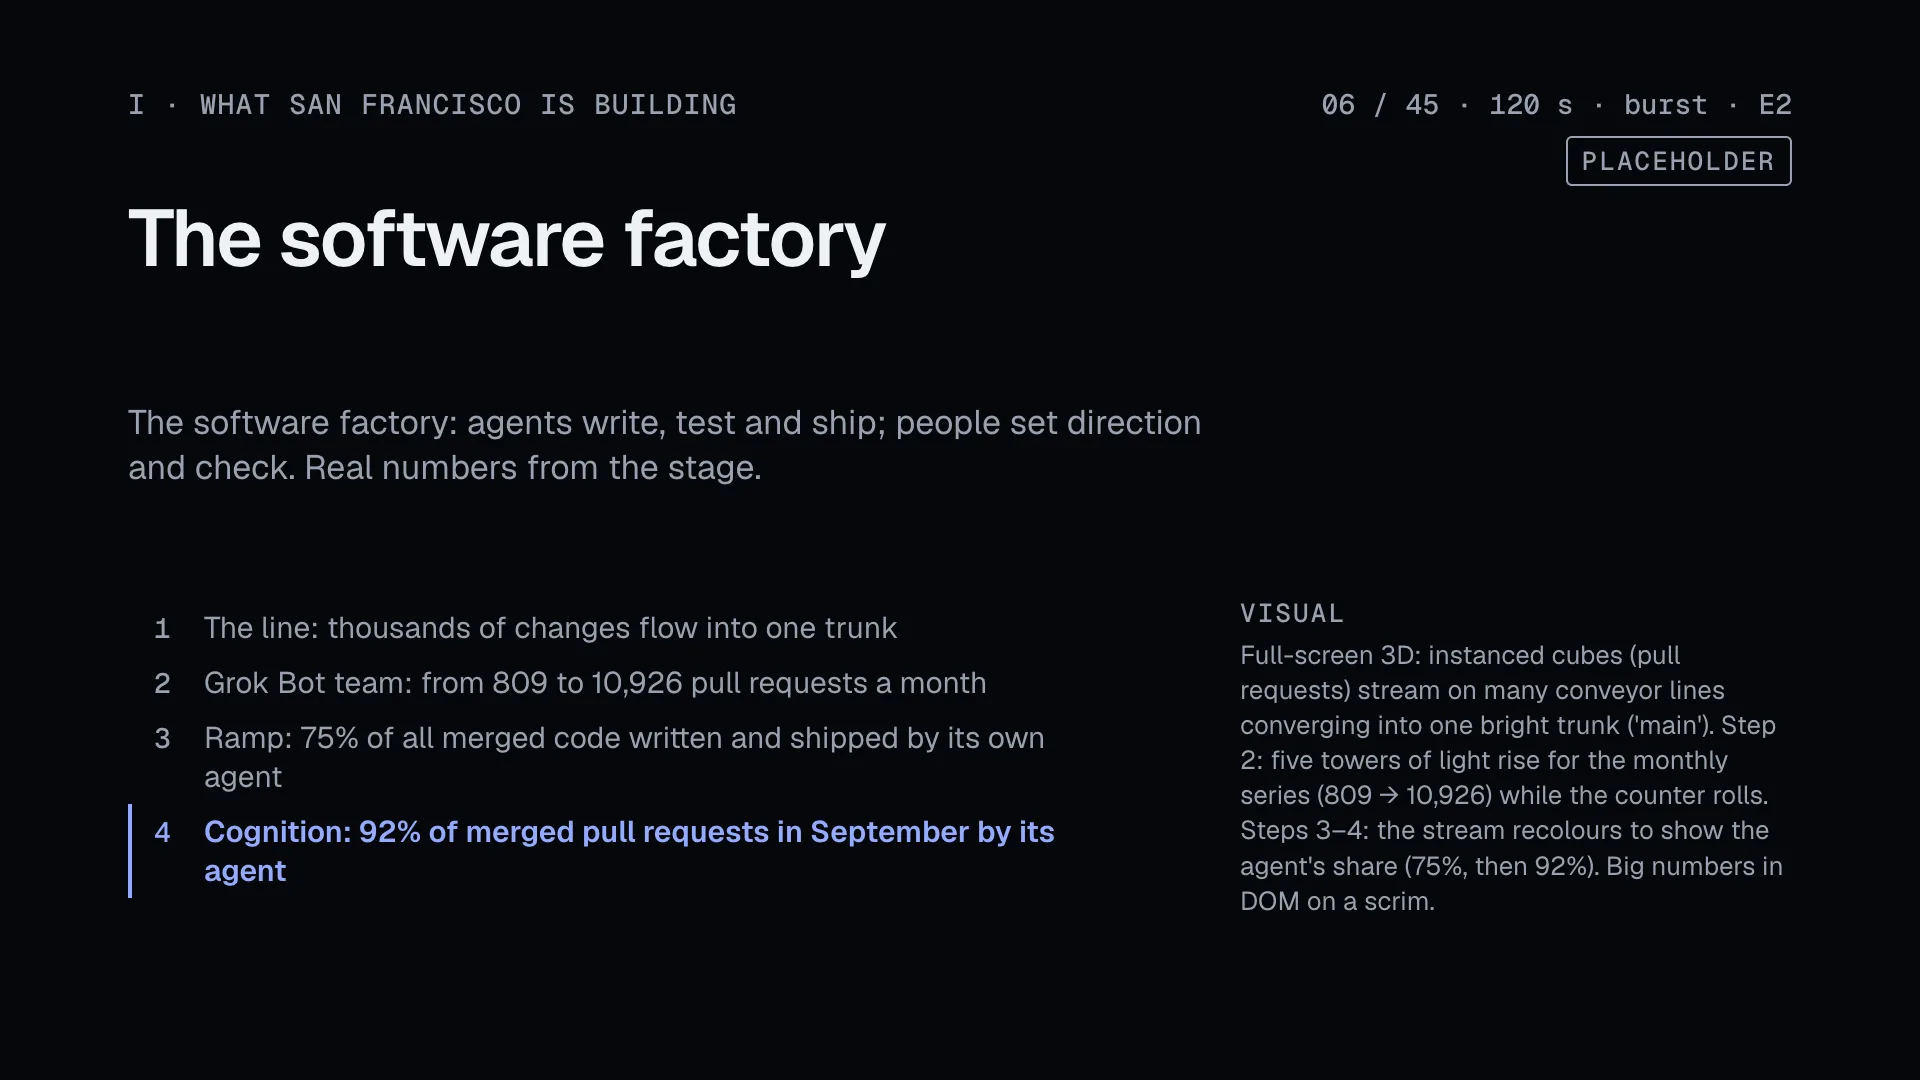 I · WHAT SAN FRANCISCO IS BUILDING
06 / 45 · 120 s · burst · E2
PLACEHOLDER
The software factory
The software factory: agents write, test and ship; people set direction
and check. Real numbers from the stage.
1 The line: thousands of changes flow into one trunk
2 Grok Bot team: from 809 to 10,926 pull requests a month
3 Ramp: 75% of all merged code written and shipped by its own
agent
4 Cognition: 92% of merged pull requests in September by its
agent
VISUAL
Full-screen 3D: instanced cubes (pull
requests) stream on many conveyor lines
converging into one bright trunk ('main'). Step
2: five towers of light rise for the monthly
series (809 → 10,926) while the counter rolls.
Steps 3–4: the stream recolours to show the
agent's share (75%, then 92%). Big numbers in
DOM on a scrim.